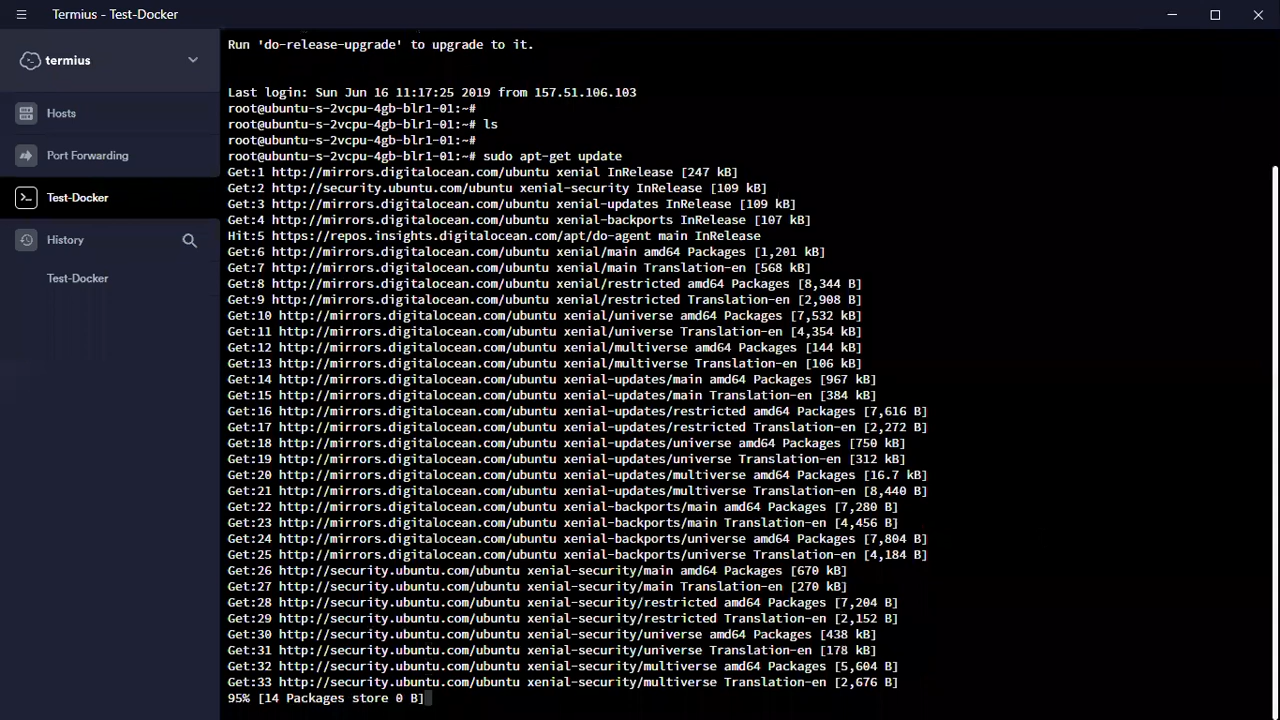 Termius - Test-Docker
termius
Hosts
Port Forwarding
Test-Docker
History
Test-Docker
Run 'do-release-upgrade' to upgrade to it.
Last login: Sun Jun 16 11:17:25 2019 from 157.51.106.103
root@ubuntu-s-2vcpu-4gb-blr1-01:~#
root@ubuntu-s-2vcpu-4gb-blr1-01:~# ls
root@ubuntu-s-2vcpu-4gb-blr1-01:~#
root@ubuntu-s-2vcpu-4gb-blr1-01:~# sudo apt-get update
Get:1 http://mirrors.digitalocean.com/ubuntu xenial InRelease [247 kB]
Get:2 http://security.ubuntu.com/ubuntu xenial-security InRelease [109 kB]
Get:3 http://mirrors.digitalocean.com/ubuntu xenial-updates InRelease [109 kB]
Get:4 http://mirrors.digitalocean.com/ubuntu xenial-backports InRelease [107 kB]
Hit:5 https://repos.insights.digitalocean.com/apt/do-agent main InRelease
Get:6 http://mirrors.digitalocean.com/ubuntu xenial/main amd64 Packages [1,201 kB]
Get:7 http://mirrors.digitalocean.com/ubuntu xenial/main Translation-en [568 kB]
Get:8 http://mirrors.digitalocean.com/ubuntu xenial/restricted amd64 Packages [8,344 B]
Get:9 http://mirrors.digitalocean.com/ubuntu xenial/restricted Translation-en [2,908 B]
Get:10 http://mirrors.digitalocean.com/ubuntu xenial/universe amd64 Packages [7,532 kB]
Get:11 http://mirrors.digitalocean.com/ubuntu xenial/universe Translation-en [4,354 kB]
Get:12 http://mirrors.digitalocean.com/ubuntu xenial/multiverse amd64 Packages [144 kB]
Get:13 http://mirrors.digitalocean.com/ubuntu xenial/multiverse Translation-en [106 kB]
Get:14 http://mirrors.digitalocean.com/ubuntu xenial-updates/main amd64 Packages [967 kB]
Get:15 http://mirrors.digitalocean.com/ubuntu xenial-updates/main Translation-en [384 kB]
Get:16 http://mirrors.digitalocean.com/ubuntu xenial-updates/restricted amd64 Packages [7,616 B]
Get:17 http://mirrors.digitalocean.com/ubuntu xenial-updates/restricted Translation-en [2,272 B]
Get:18 http://mirrors.digitalocean.com/ubuntu xenial-updates/universe amd64 Packages [750 kB]
Get:19 http://mirrors.digitalocean.com/ubuntu xenial-updates/universe Translation-en [312 kB]
Get:20 http://mirrors.digitalocean.com/ubuntu xenial-updates/multiverse amd64 Packages [16.7 kB]
Get:21 http://mirrors.digitalocean.com/ubuntu xenial-updates/multiverse Translation-en [8,440 B]
Get:22 http://mirrors.digitalocean.com/ubuntu xenial-backports/main amd64 Packages [7,280 B]
Get:23 http://mirrors.digitalocean.com/ubuntu xenial-backports/main Translation-en [4,456 B]
Get:24 http://mirrors.digitalocean.com/ubuntu xenial-backports/universe amd64 Packages [7,804 B]
Get:25 http://mirrors.digitalocean.com/ubuntu xenial-backports/universe Translation-en [4,184 B]
Get:26 http://security.ubuntu.com/ubuntu xenial-security/main amd64 Packages [670 kB]
Get:27 http://security.ubuntu.com/ubuntu xenial-security/main Translation-en [270 kB]
Get:28 http://security.ubuntu.com/ubuntu xenial-security/restricted amd64 Packages [7,204 B]
Get:29 http://security.ubuntu.com/ubuntu xenial-security/restricted Translation-en [2,152 B]
Get:30 http://security.ubuntu.com/ubuntu xenial-security/universe amd64 Packages [438 kB]
Get:31 http://security.ubuntu.com/ubuntu xenial-security/universe Translation-en [178 kB]
Get:32 http://security.ubuntu.com/ubuntu xenial-security/multiverse amd64 Packages [5,604 B]
Get:33 http://security.ubuntu.com/ubuntu xenial-security/multiverse Translation-en [2,676 B]
95% [14 Packages store 0 B]